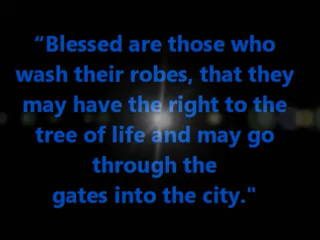 “Blessed are those who
wash their robes, that they
may have the right to the
tree of life and may go
through the
gates into the city."